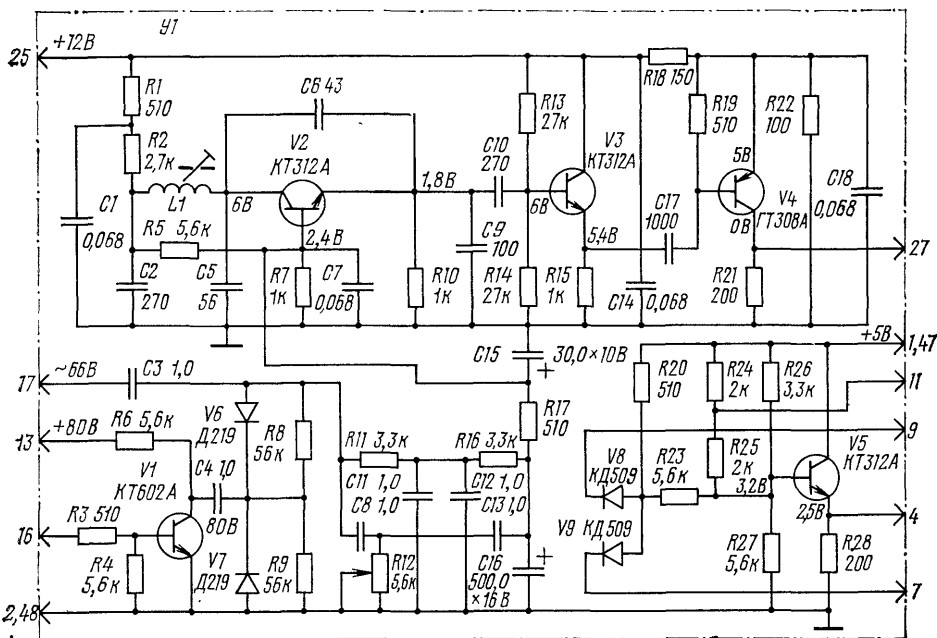 У1
25
+12В
R1
510
R2
2,7к
C1
0,068
C6 43
V2
КТ312А
L1
6В
2,4В
1,8В
R5 5,6к
C2
270
C5
56
R7
1к
C7
0,068
R10
1к
C9
100
C10
270
R13
27к
V3
КТ312А
6В
5,4В
R14
27к
R15
1к
C14
0,068
C17
1000
R18 150
R19
510
R22
100
5В
V4
ГТ308А
0В
R21
200
C18
0,068
27
C15
30,0×10В
+
17
~66В
C3 1,0
13
+80В
R6 5,6к
V1
КТ602А
C4 1,0
80В
V6
Д219
R8
56к
16
R3 510
R4
5,6к
V7
Д219
R9
56к
2,48
R11 3,3к
R16 3,3к
R17
510
C11 1,0
C8 1,0
C12 1,0
C13 1,0
R12
5,6к
C16
500,0
×16В
+
+5В
1,47
R20
510
R24
2к
R26
3,3к
11
9
V8
КД509
R23
5,6к
R25
2к
3,2В
V5
КТ312А
2,5В
4
V9 КД509
R27
5,6к
R28
200
7